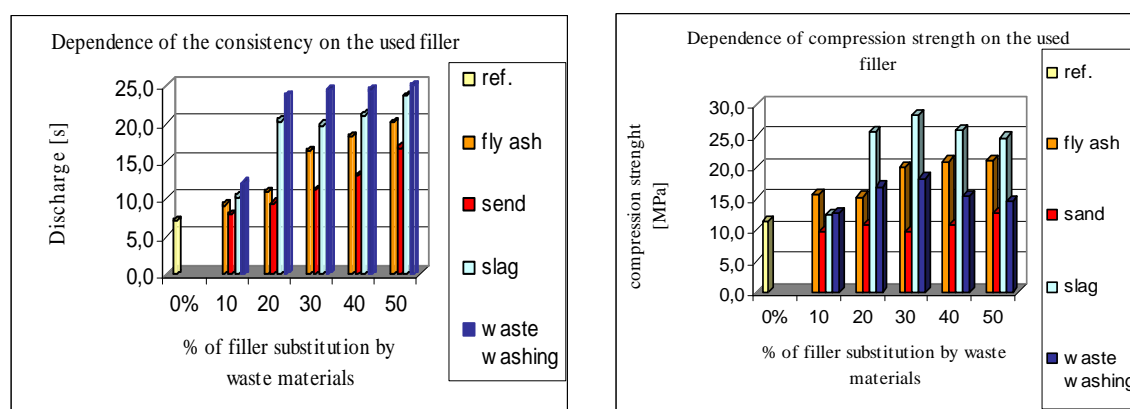 Dependence of the consistency on the used filler
Discharge [s]
25,0
20,0
15,0
10,0
5,0
0,0
0% 10 20 30 40 50
% of filler substitution by
waste materials
ref.
fly ash
send
slag
waste
washing
Dependence of compression strength on the used
filler
compression strenght
[MPa]
30,0
25,0
20,0
15,0
10,0
5,0
0,0
0% 10 20 30 40 50
% of filler substitution by waste
materials
ref.
fly ash
sand
slag
waste
washing